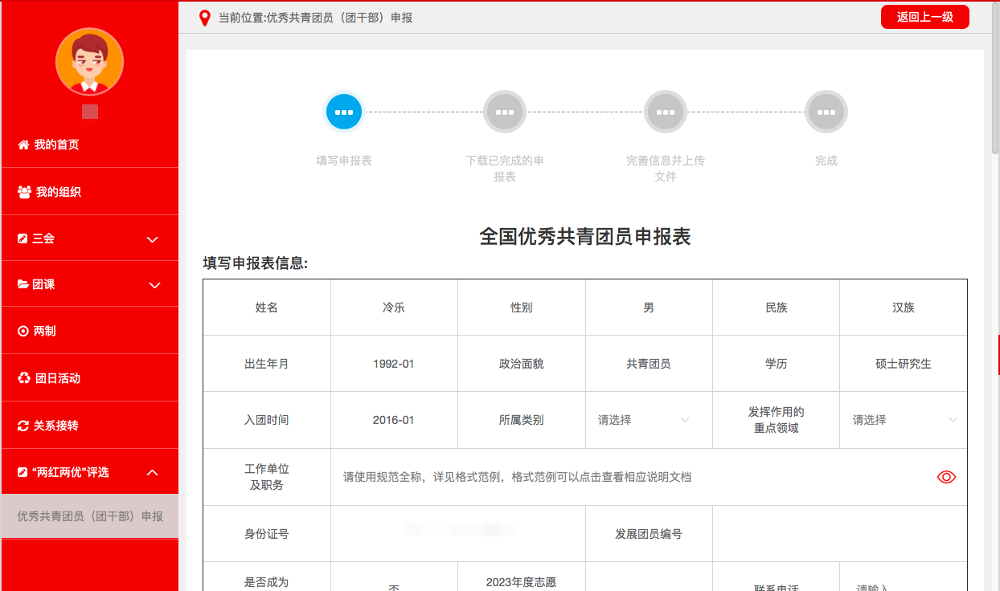 当前位置:优秀共青团员（团干部）申报
返回上一级
我的首页
我的组织
三会
团课
两制
团日活动
关系接转
“两红两优”评选
优秀共青团员（团干部）申报
填写申报表
下载已完成的申
报表
完善信息并上传
文件
完成
全国优秀共青团员申报表
填写申报表信息:
姓名 冷乐 性别 男 民族 汉族
出生年月 1992-01 政治面貌 共青团员 学历 硕士研究生
入团时间 2016-01 所属类别 请选择 发挥作用的
重点领域 请选择
工作单位
及职务 请使用规范全称，详见格式范例，格式范例可以点击查看相应说明文档
身份证号 发展团员编号
是否成为 否 2023年度志愿 联系电话 请输入